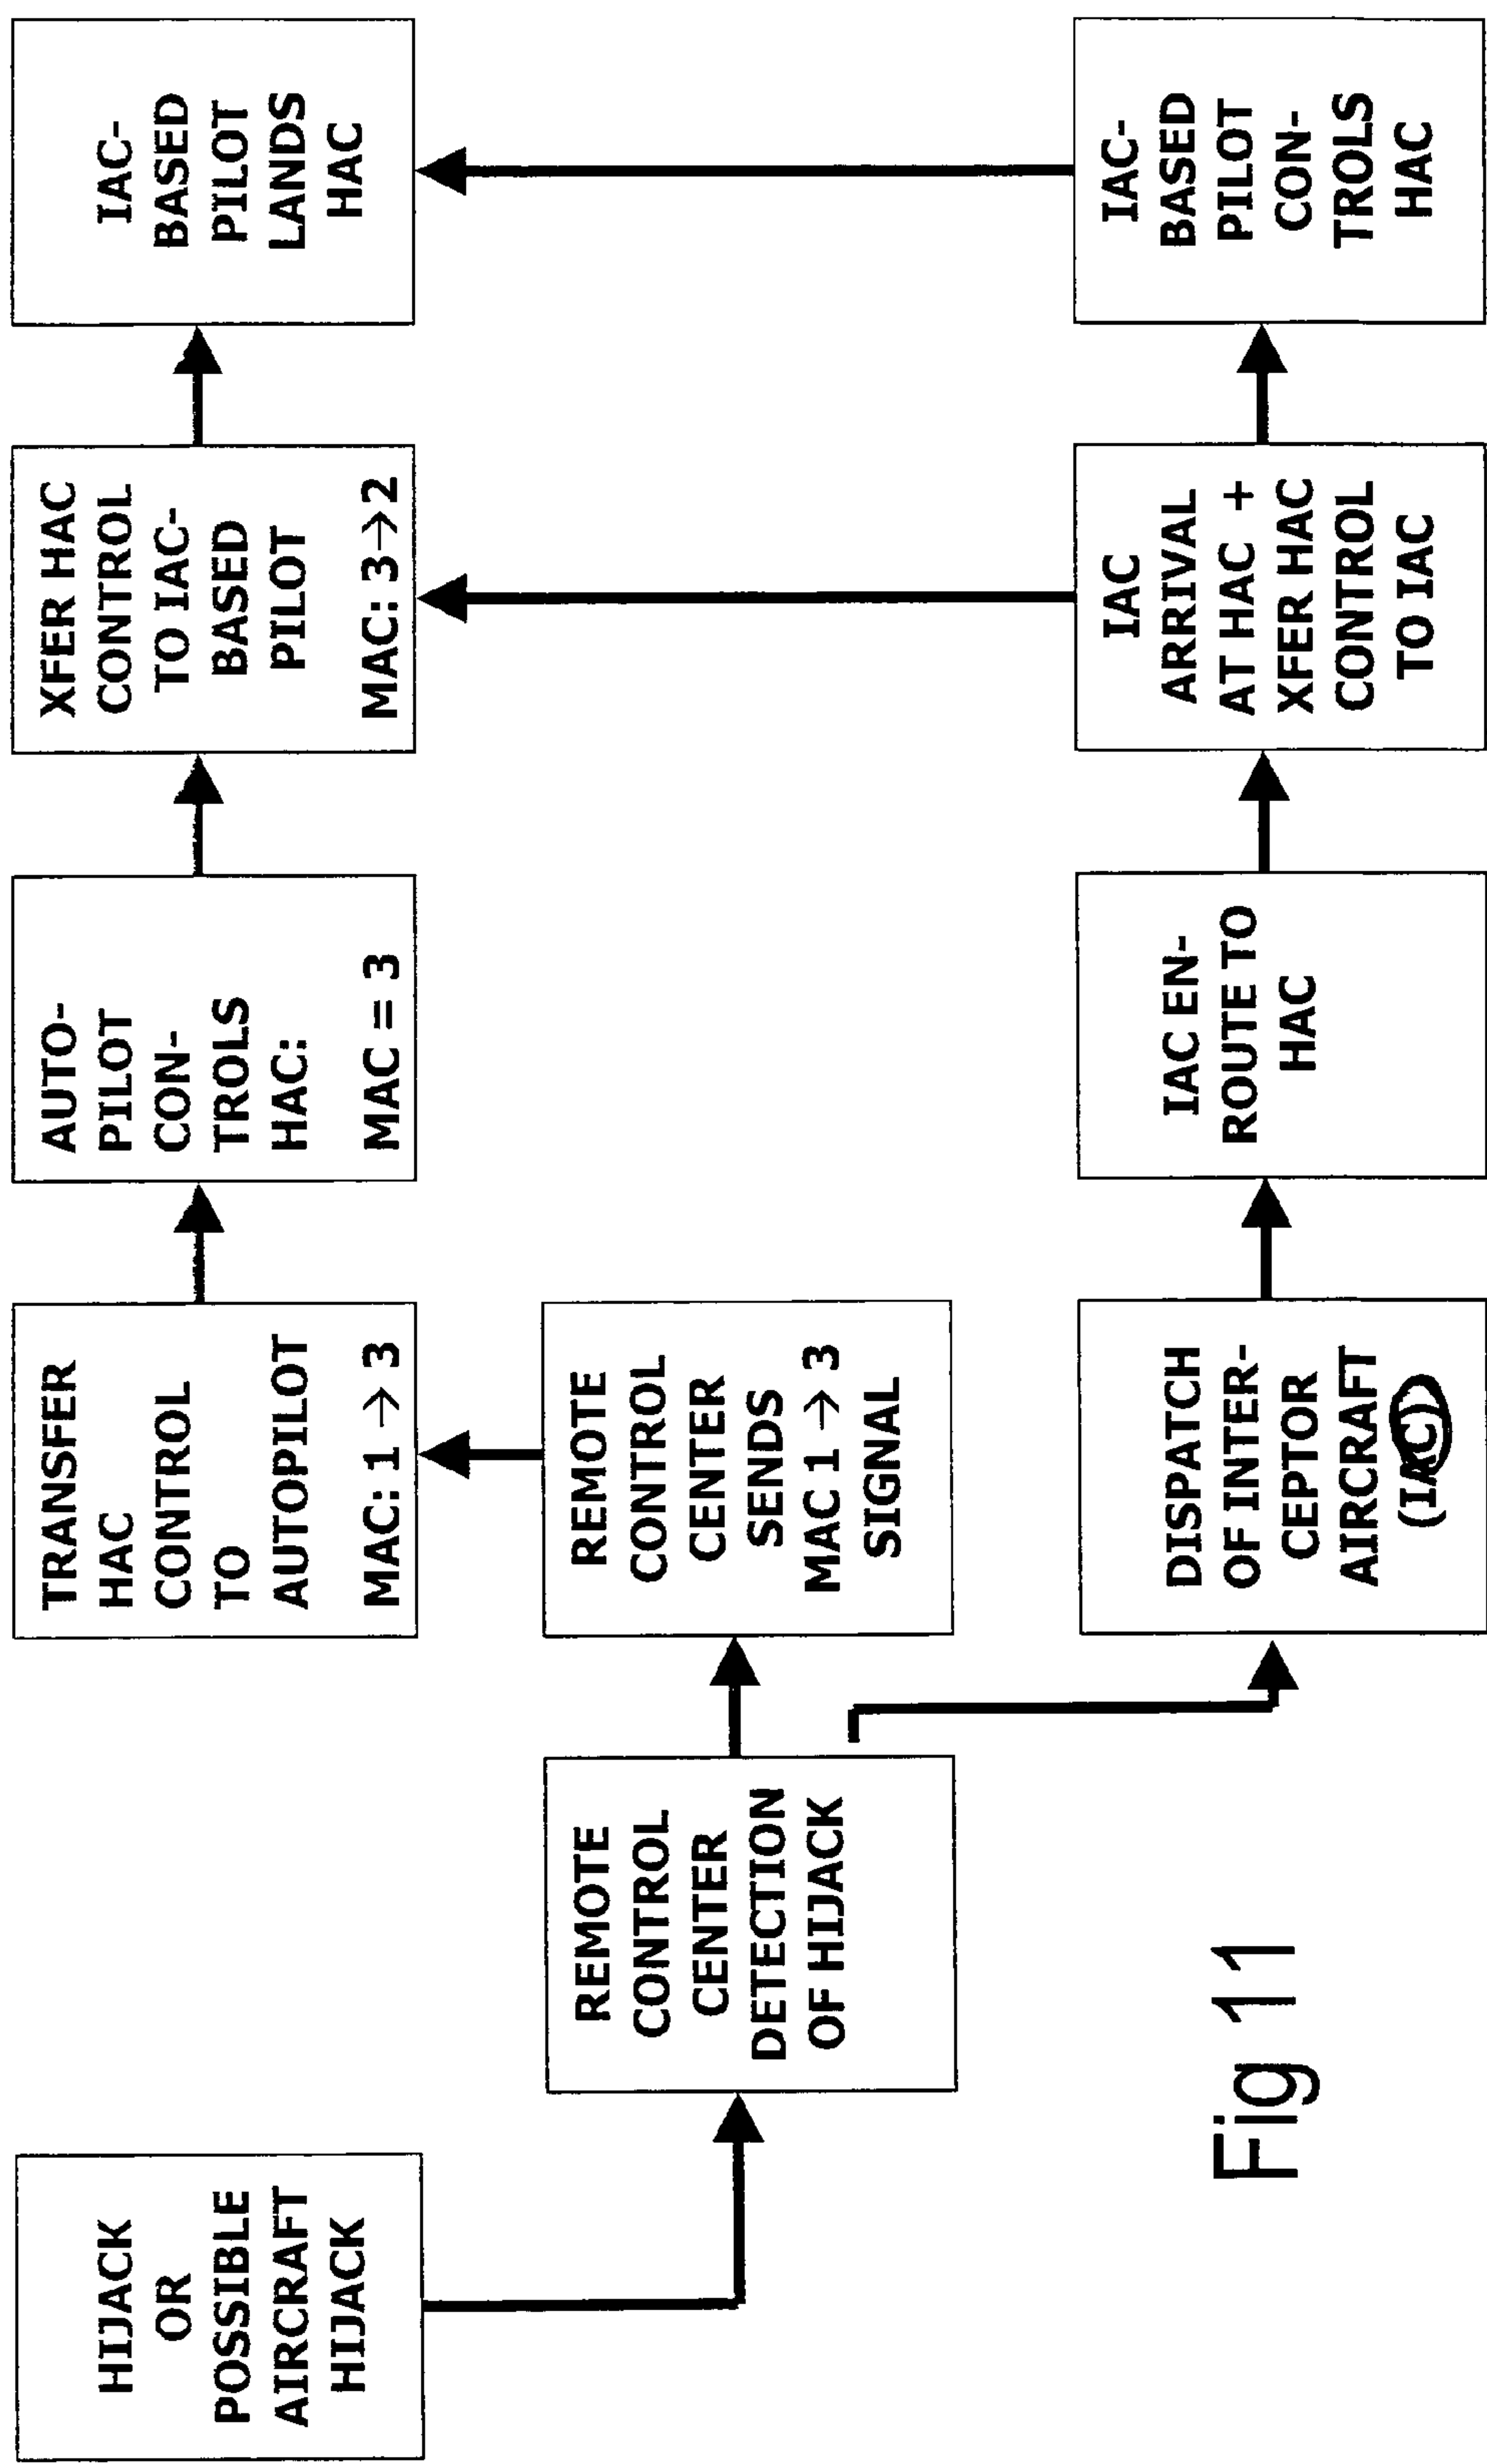 HIJACK
OR
POSSIBLE
AIRCRAFT
HIJACK
REMOTE
CONTROL
CENTER
DETECTION
OF HIJACK
TRANSFER
HAC
CONTROL
TO
AUTOPILOT
MAC: 1 → 3
REMOTE
CONTROL
CENTER
SENDS
MAC 1 → 3
SIGNAL
DISPATCH
OF INTER-
CEPTOR
AIRCRAFT
(IAC)
AUTO-
PILOT
CON-
TROLS
HAC:
MAC = 3
IAC EN-
ROUTE TO
HAC
XFER HAC
CONTROL
TO IAC-
BASED
PILOT
MAC: 3→2
IAC
ARRIVAL
AT HAC +
XFER HAC
CONTROL
TO IAC
IAC-
BASED
PILOT
LANDS
HAC
IAC-
BASED
PILOT
CON-
TROLS
HAC
Fig 11